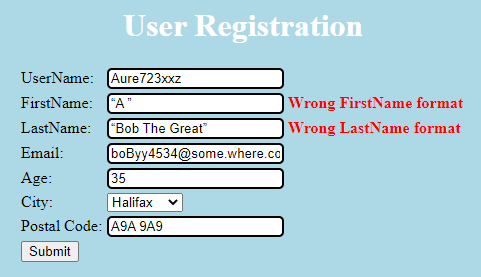 User Registration
UserName: Aure723xxz
FirstName: “A ” Wrong FirstName format
LastName: “Bob The Great” Wrong LastName format
Email: boByy4534@some.where.co
Age: 35
City: Halifax
Postal Code: A9A 9A9
Submit